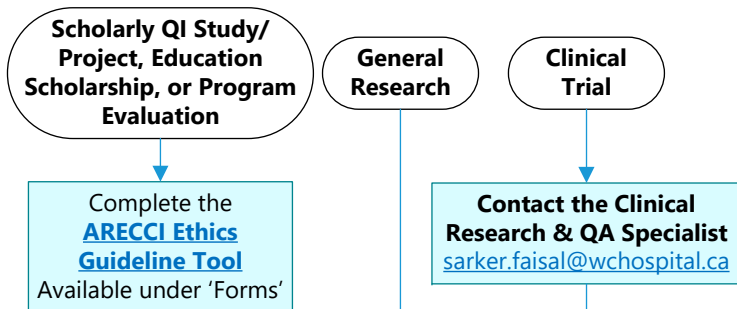 Scholarly QI Study/
Project, Education
Scholarship, or Program
Evaluation
General
Research
Clinical
Trial
Complete the
ARECCI Ethics
Guideline Tool
Available under ‘Forms’
Contact the Clinical
Research & QA Specialist
sarker.faisal@wchospital.ca